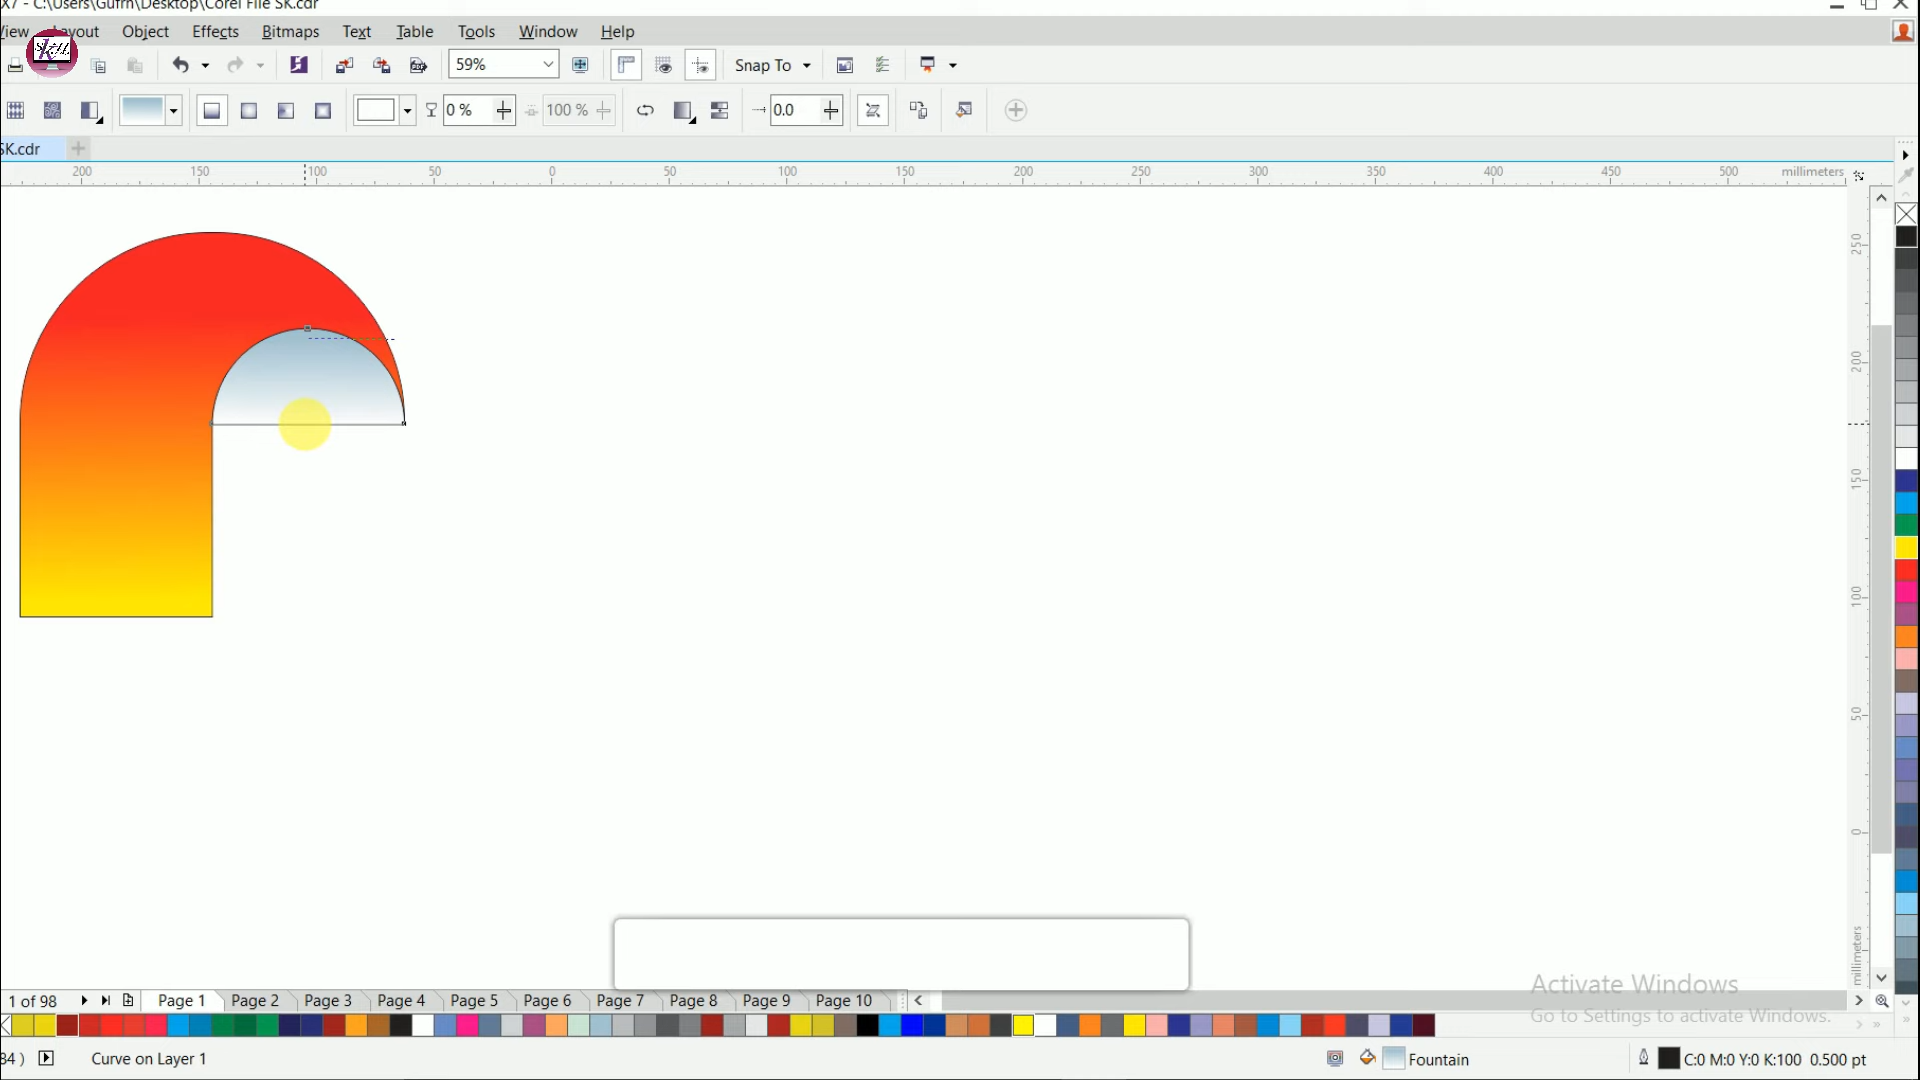 X7 - C:\Users\Gufrn\Desktop\Corel File SK.cdr
View Layout Object Effects Bitmaps Text Table Tools Window Help
59%
Snap To
0 %
100 %
0.0
SK.cdr
200 150 100 50 0 50 100 150 200 250 300 350 400 450 500 millimeters
250
200
150
100
50
0
millimeters
Activate Windows
Go to Settings to activate Windows.
1 of 98 Page 1 Page 2 Page 3 Page 4 Page 5 Page 6 Page 7 Page 8 Page 9 Page 10
84 ) Curve on Layer 1 Fountain C:0 M:0 Y:0 K:100 0.500 pt